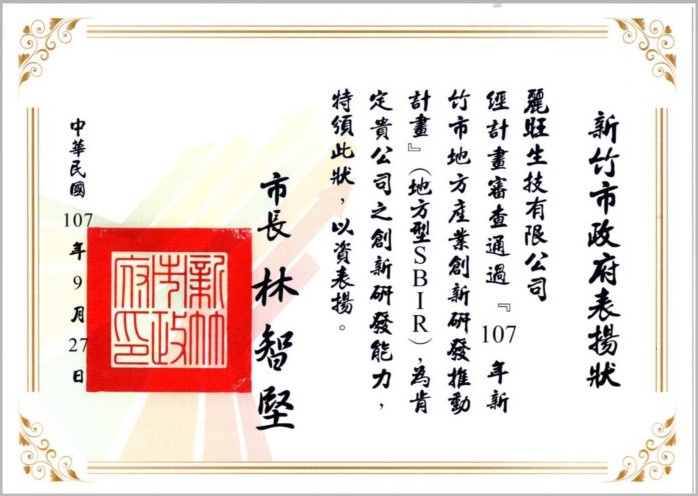 新竹市政府表揚狀
麗旺生技有限公司
經計畫審查通過『107年新
竹市地方產業創新研發推動
計畫』(地方型SBIR),為肯
定貴公司之創新研發能力,
特頒此狀,以資表揚。
市長 林智堅
新竹市政府印
中華民國107年9月27日